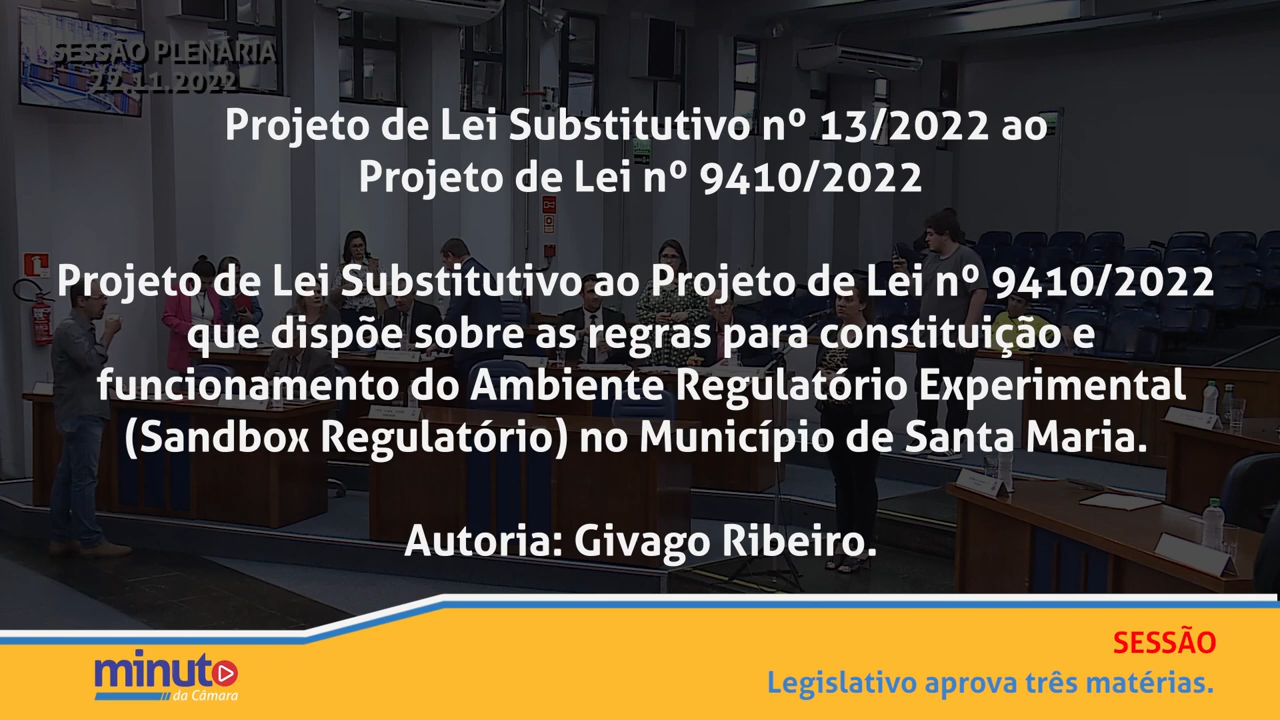 SESSÃO PLENARIA
22.11.2022
Projeto de Lei Substitutivo nº 13/2022 ao
Projeto de Lei nº 9410/2022
Projeto de Lei Substitutivo ao Projeto de Lei nº 9410/2022
que dispõe sobre as regras para constituição e
funcionamento do Ambiente Regulatório Experimental
(Sandbox Regulatório) no Município de Santa Maria.
Autoria: Givago Ribeiro.
SESSÃO
Legislativo aprova três matérias.
minuto
da Câmara